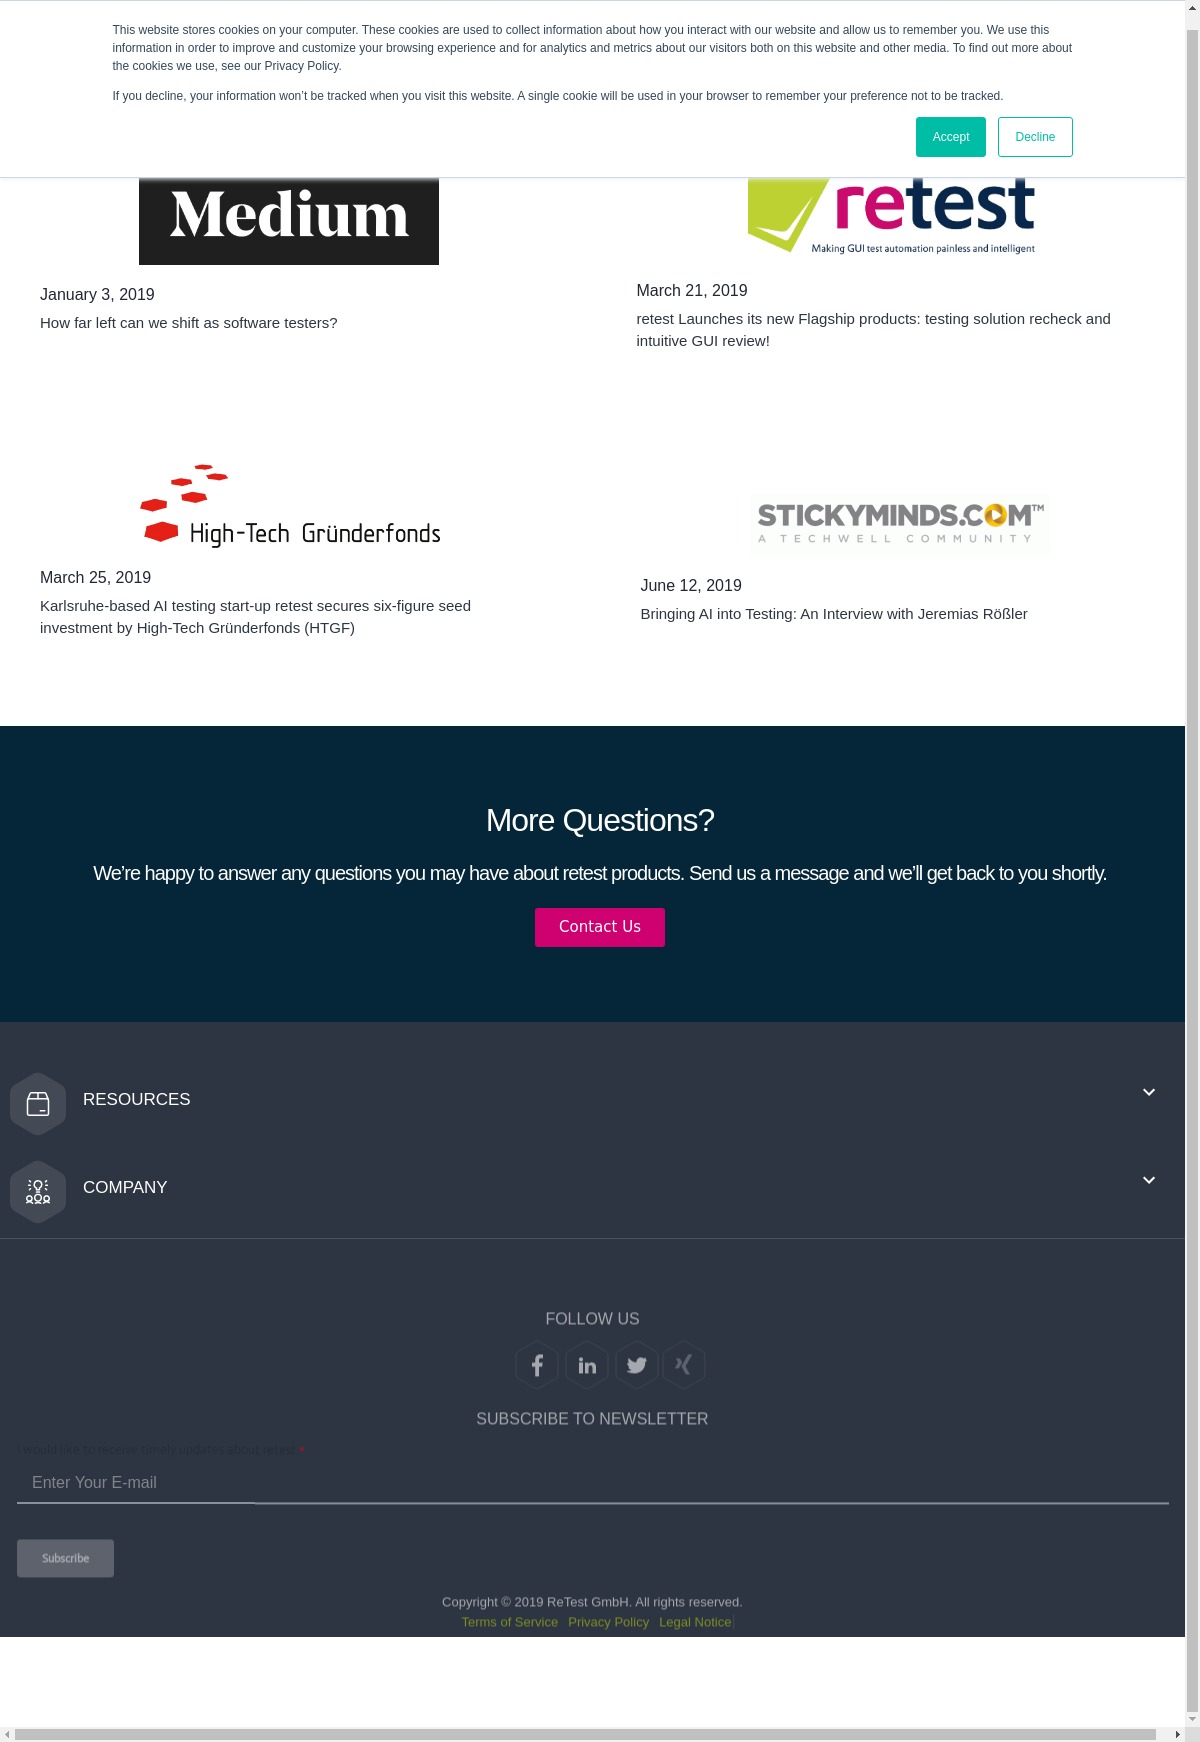 This website stores cookies on your computer. These cookies are used to collect information about how you interact with our website and allow us to remember you. We use this
information in order to improve and customize your browsing experience and for analytics and metrics about our visitors both on this website and other media. To find out more about
the cookies we use, see our Privacy Policy.
If you decline, your information won’t be tracked when you visit this website. A single cookie will be used in your browser to remember your preference not to be tracked.
Accept
Decline
Medium
January 3, 2019
How far left can we shift as software testers?
retest
Making GUI test automation painless and intelligent
March 21, 2019
retest Launches its new Flagship products: testing solution recheck and
intuitive GUI review!
High-Tech Gründerfonds
March 25, 2019
Karlsruhe-based AI testing start-up retest secures six-figure seed
investment by High-Tech Gründerfonds (HTGF)
STICKYMINDS.COM™
A TECHWELL COMMUNITY
June 12, 2019
Bringing AI into Testing: An Interview with Jeremias Rößler
More Questions?
We’re happy to answer any questions you may have about retest products. Send us a message and we’ll get back to you shortly.
Contact Us
RESOURCES
COMPANY
FOLLOW US
SUBSCRIBE TO NEWSLETTER
I would like to receive timely updates about retest *
Enter Your E-mail
Subscribe
Copyright © 2019 ReTest GmbH. All rights reserved.
Terms of Service Privacy Policy Legal Notice